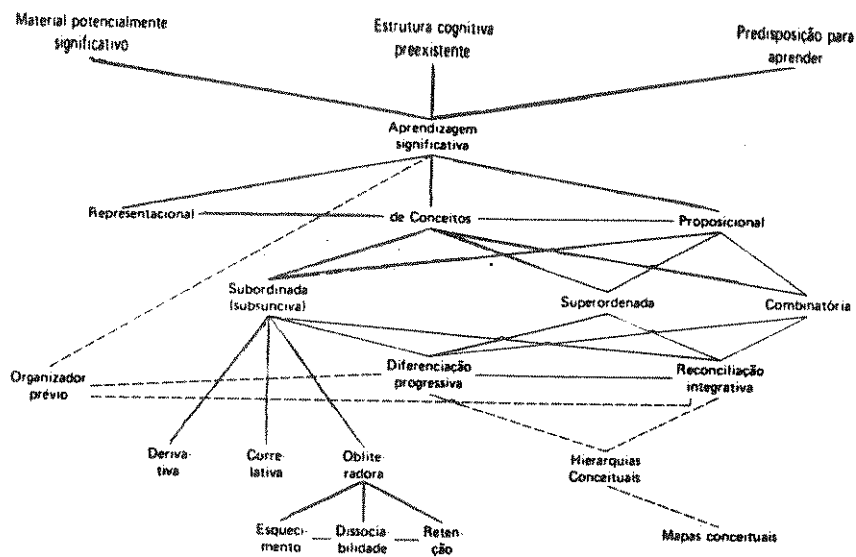 Material potencialmente
significativo
Estrutura cognitiva
preexistente
Predisposição para
aprender
Aprendizagem
significativa
Representacional
de Conceitos
Proposicional
Subordinada
(subsunciva)
Superordenada
Combinatória
Organizador
prévio
Diferenciação
progressiva
Reconciliação
integrativa
Deriva-
tiva
Corre-
lativa
Oblite-
radora
Hierarquias
Conceituais
Esqueci-
mento
Dissoci-
abilidade
Reten-
ção
Mapas conceituais